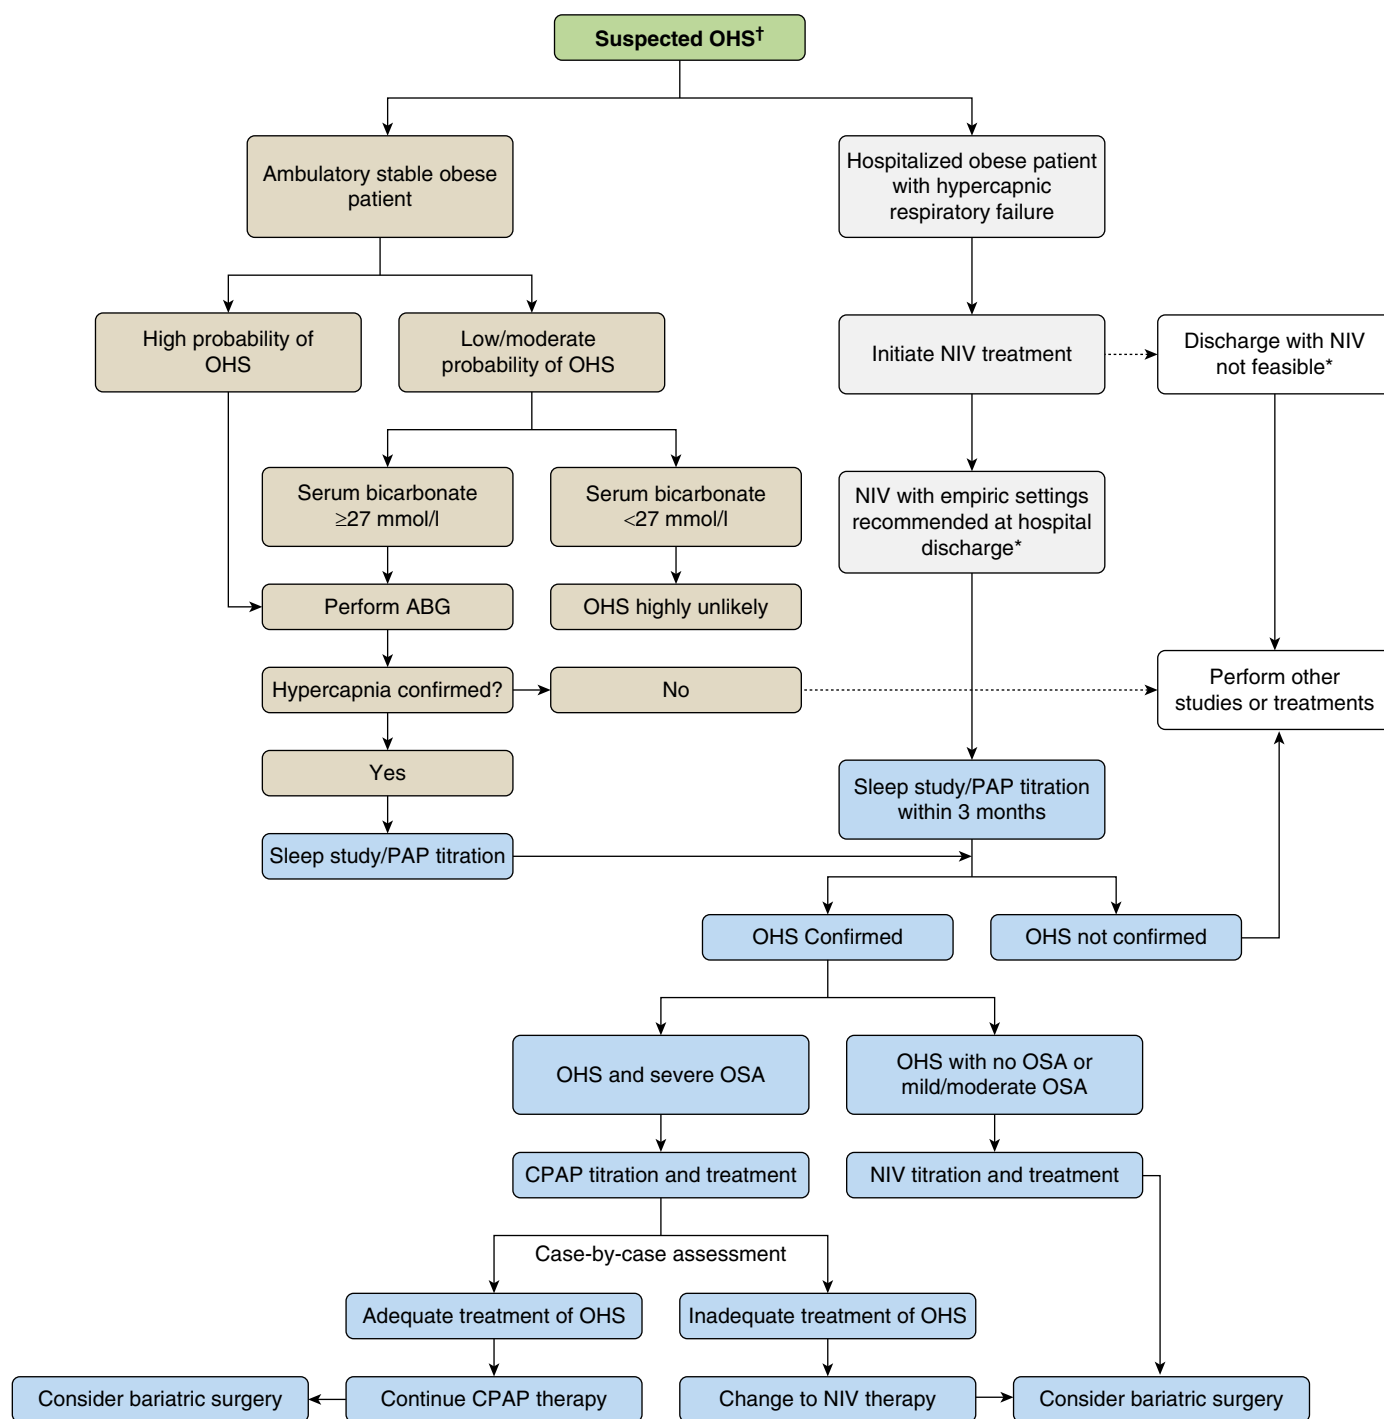 Suspected OHS†
Ambulatory stable obese
patient
Hospitalized obese patient
with hypercapnic
respiratory failure
High probability of
OHS
Low/moderate
probability of OHS
Initiate NIV treatment
Discharge with NIV
not feasible*
Serum bicarbonate
≥27 mmol/l
Serum bicarbonate
<27 mmol/l
NIV with empiric settings
recommended at hospital
discharge*
Perform ABG
OHS highly unlikely
Hypercapnia confirmed?
No
Perform other
studies or treatments
Yes
Sleep study/PAP titration
within 3 months
Sleep study/PAP titration
OHS Confirmed
OHS not confirmed
OHS and severe OSA
OHS with no OSA or
mild/moderate OSA
CPAP titration and treatment
NIV titration and treatment
Case-by-case assessment
Adequate treatment of OHS
Inadequate treatment of OHS
Consider bariatric surgery
Continue CPAP therapy
Change to NIV therapy
Consider bariatric surgery